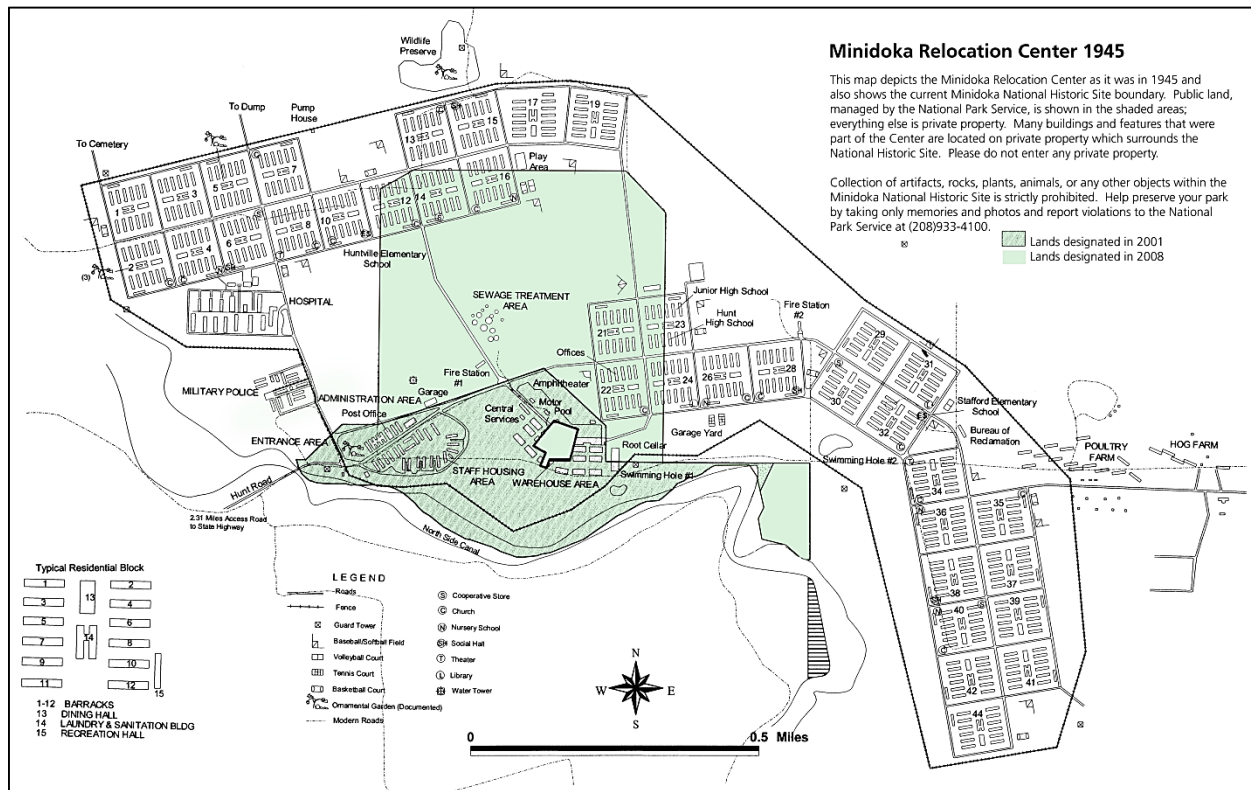 Minidoka Relocation Center 1945
This map depicts the Minidoka Relocation Center as it was in 1945 and
also shows the current Minidoka National Historic Site boundary. Public land,
managed by the National Park Service, is shown in the shaded areas;
everything else is private property. Many buildings and features that were
part of the Center are located on private property which surrounds the
National Historic Site. Please do not enter any private property.
Collection of artifacts, rocks, plants, animals, or any other objects within the
Minidoka National Historic Site is strictly prohibited. Help preserve your park
by taking only memories and photos and report violations to the National
Park Service at (208)933-4100.
Lands designated in 2001
Lands designated in 2008
Wildlife
Preserve
To Dump
Pump
House
To Cemetery
17
19
13
15
Play
Area
1
3
5
7
2
4
6
8
10
12
14
16
(3)
Huntville Elementary
School
HOSPITAL
SEWAGE TREATMENT
AREA
Junior High School
Hunt
High School
Fire Station
#2
21
23
Offices
22
24
26
28
29
31
30
32
Stafford Elementary
School
Bureau of
Reclamation
MILITARY POLICE
Fire Station
#1
ADMINISTRATION AREA
Garage
Post Office
Amphitheater
Motor
Pool
Central
Services
ENTRANCE AREA
STAFF HOUSING
AREA
WAREHOUSE AREA
Root Cellar
Garage Yard
Swimming Hole #1
Swimming Hole #2
POULTRY
FARM
HOG FARM
Hunt Road
2.31 Miles Access Road
to State Highway
North Side Canal
34
35
36
37
38
39
40
41
42
44
Typical Residential Block
1
2
3
4
5
6
7
8
9
10
11
12
13
14
15
1-12 BARRACKS
13 DINING HALL
14 LAUNDRY & SANITATION BLDG
15 RECREATION HALL
LEGEND
Roads
Fence
Guard Tower
Baseball/Softball Field
Volleyball Court
Tennis Court
Basketball Court
Ornamental Garden (Documented)
Modern Roads
S Cooperative Store
C Church
N Nursery School
SH Social Hall
T Theater
L Library
Water Tower
N
W E
S
0 0.5 Miles